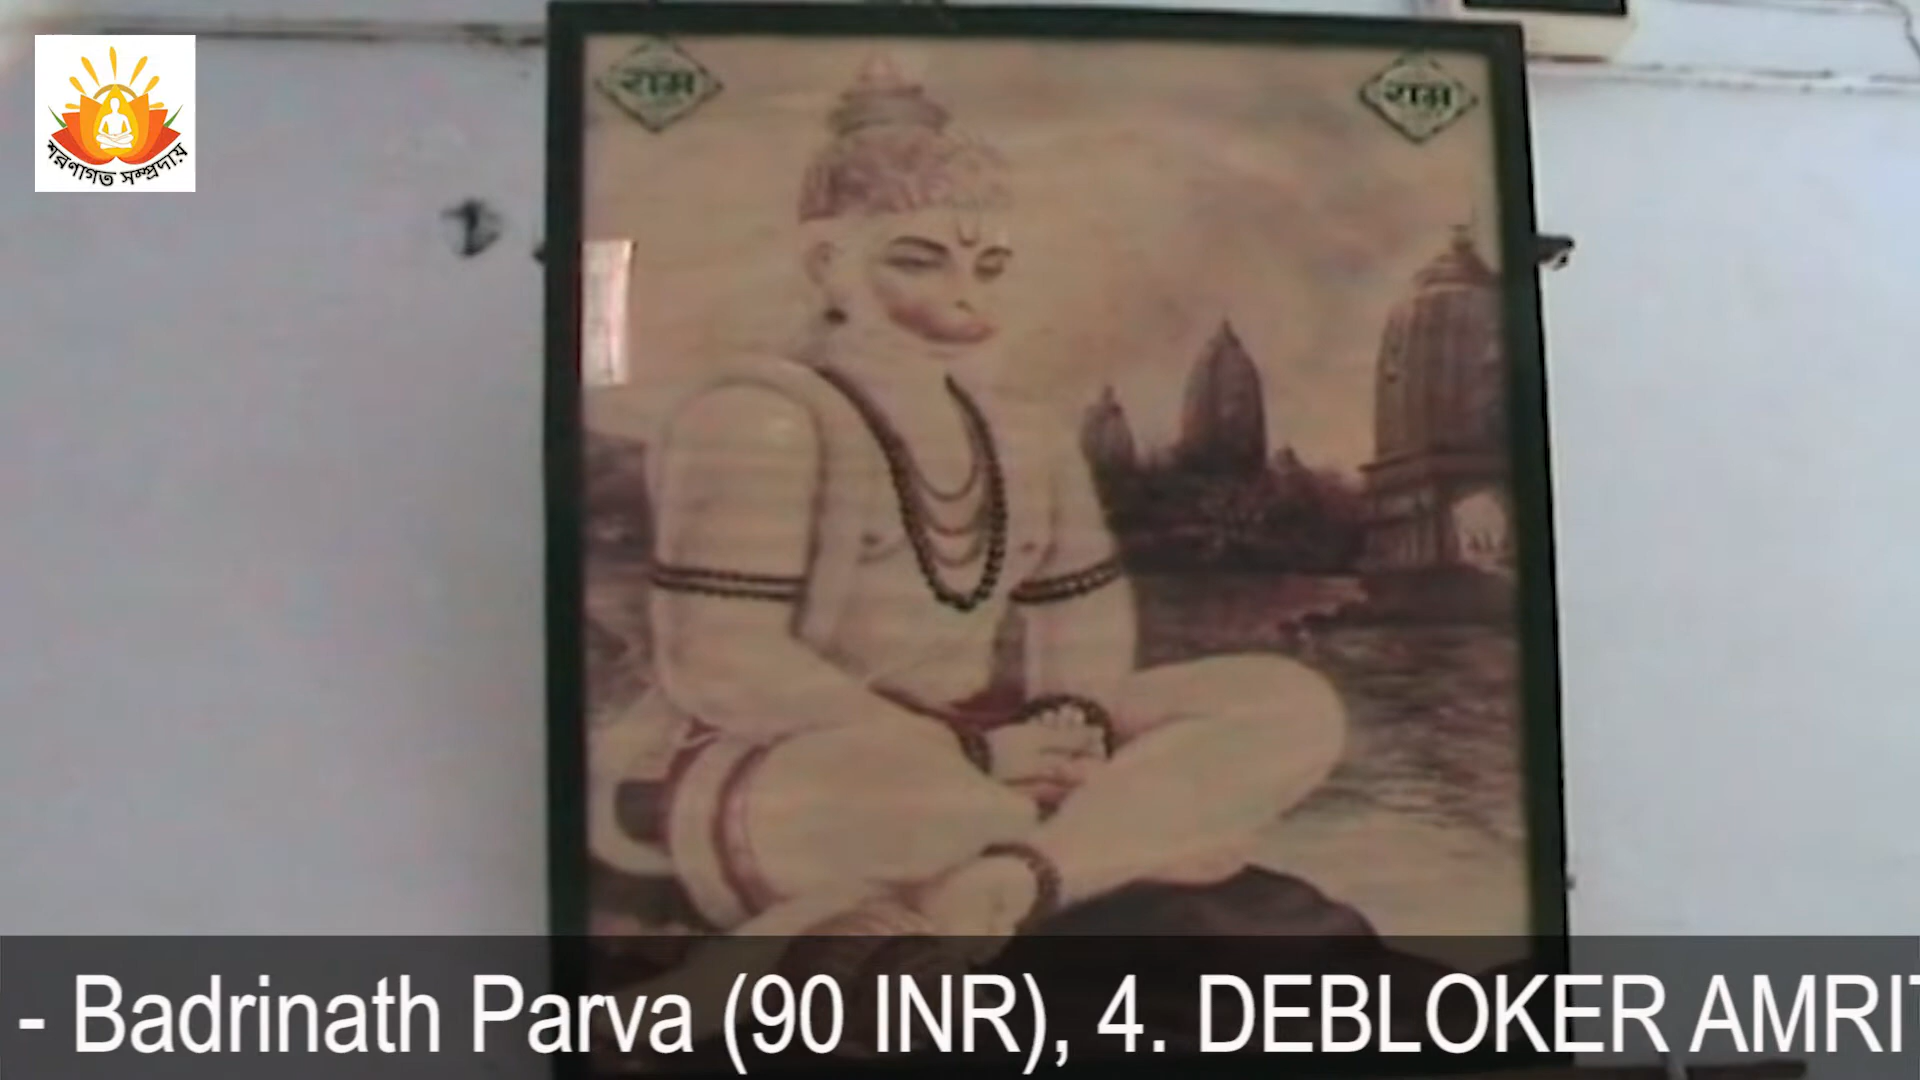 শরণাগত সম্প্রদায়
राम
राम
- Badrinath Parva (90 INR), 4. DEBLOKER AMRIT